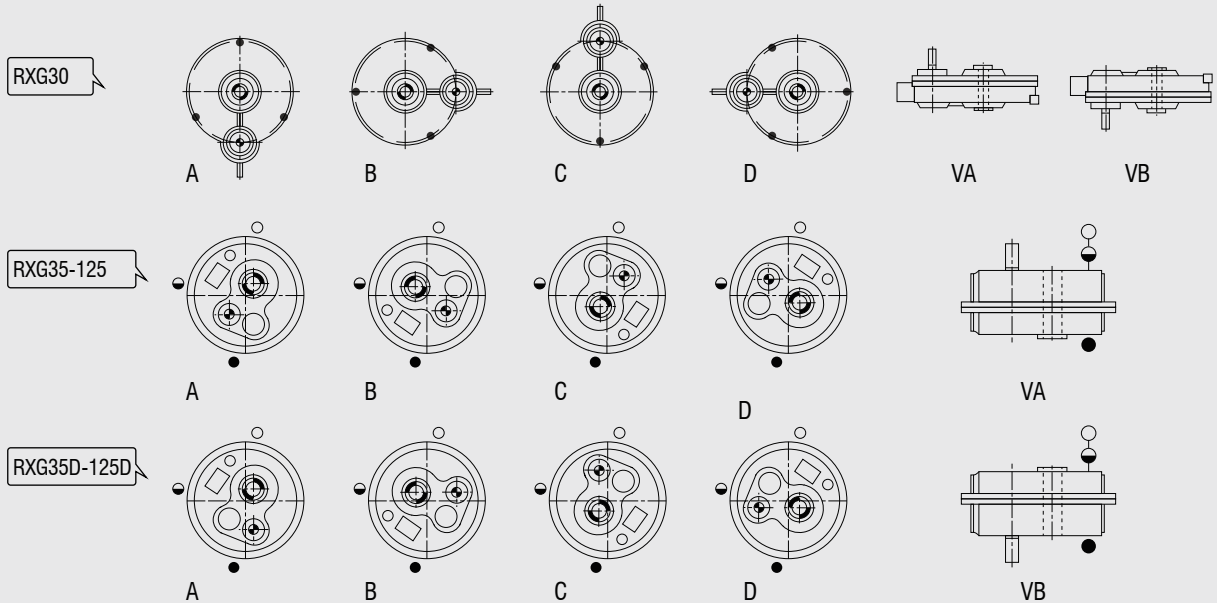 RXG30
A B C D VA VB
RXG35-125
A B C D VA
RXG35D-125D
A B C D VB